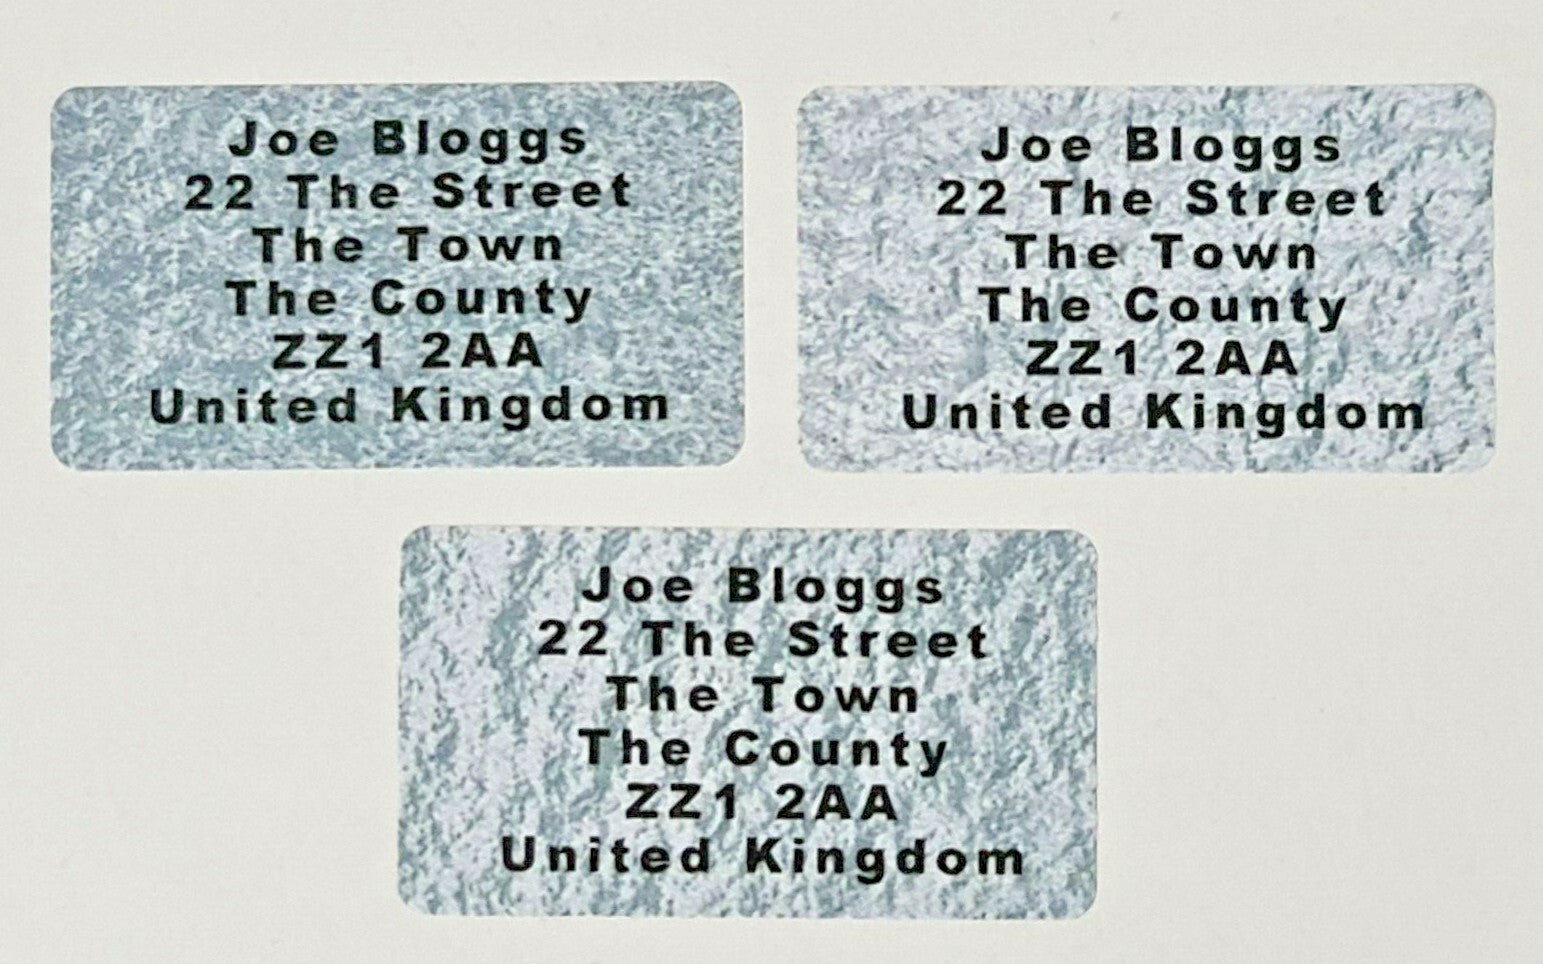 Joe Bloggs
22 The Street
The Town
The County
ZZ1 2AA
United Kingdom
Joe Bloggs
22 The Street
The Town
The County
ZZ1 2AA
United Kingdom
Joe Bloggs
22 The Street
The Town
The County
ZZ1 2AA
United Kingdom